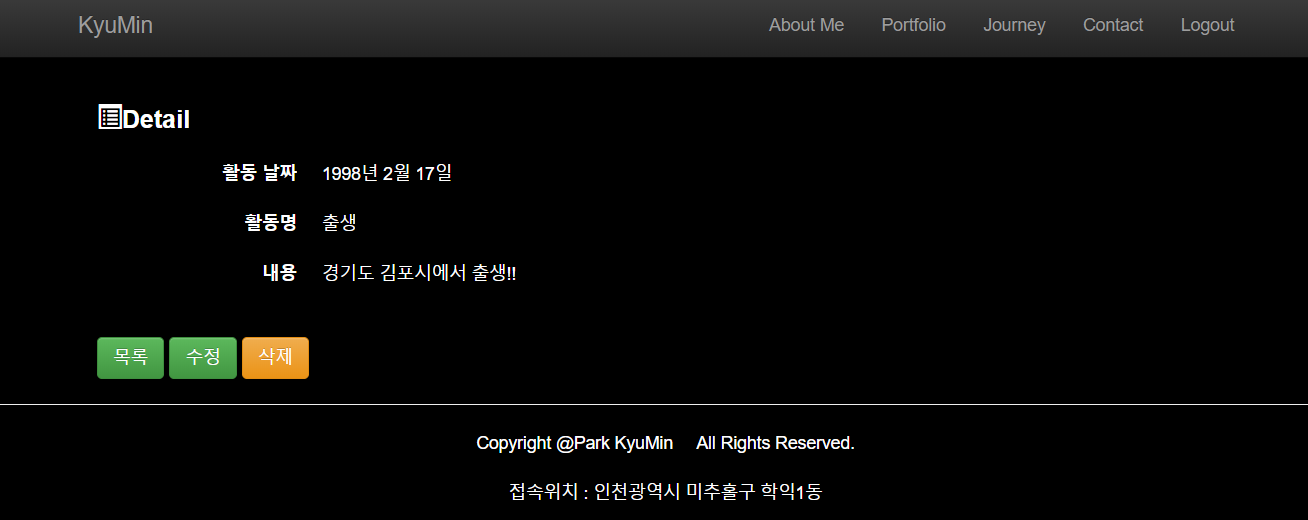 KyuMin About Me Portfolio Journey Contact Logout
Detail
활동 날짜 1998년 2월 17일
활동명 출생
내용 경기도 김포시에서 출생!!
목록 수정 삭제
Copyright @Park KyuMin All Rights Reserved.
접속위치 : 인천광역시 미추홀구 학익1동